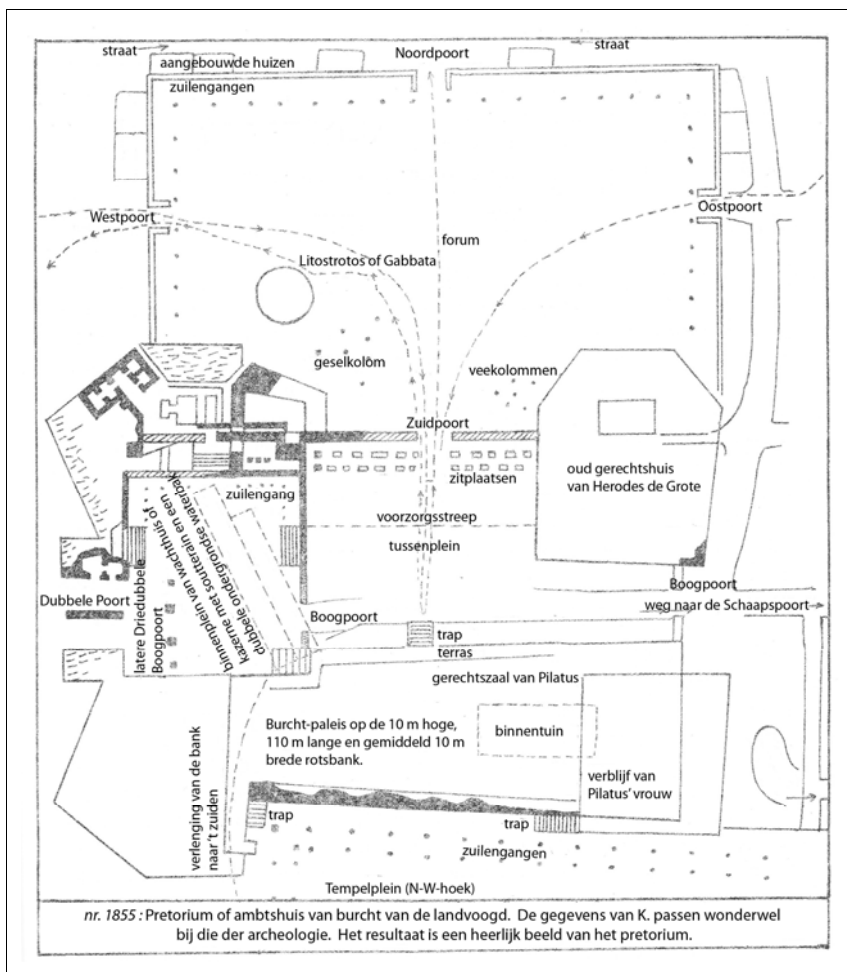 straat
Noordpoort
straat
aangebouwde huizen
zuilengangen
Westpoort
Oostpoort
forum
Litostrotos of Gabbata
geselkolom
veekolommen
Zuidpoort
zitplaatsen
oud gerechtshuis
van Herodes de Grote
zuilengang
voorzorgsstreep
tussenplein
binnenplein van wachthuis of
kazerne met soutterain en een
dubbele ondergrondse waterbak
latere Driedubbele
Boogpoort
Dubbele Poort
Boogpoort
Boogpoort
weg naar de Schaapspoort
trap
terras
gerechtszaal van Pilatus
Burcht-paleis op de 10 m hoge,
110 m lange en gemiddeld 10 m
brede rotsbank.
binnentuin
verblijf van
Pilatus' vrouw
verlenging van de bank
naar 't zuiden
trap
trap
zuilengangen
Tempelplein (N-W-hoek)
nr. 1855 : Pretorium of ambtshuis van burcht van de landvoogd. De gegevens van K. passen wonderwel
bij die der archeologie. Het resultaat is een heerlijk beeld van het pretorium.